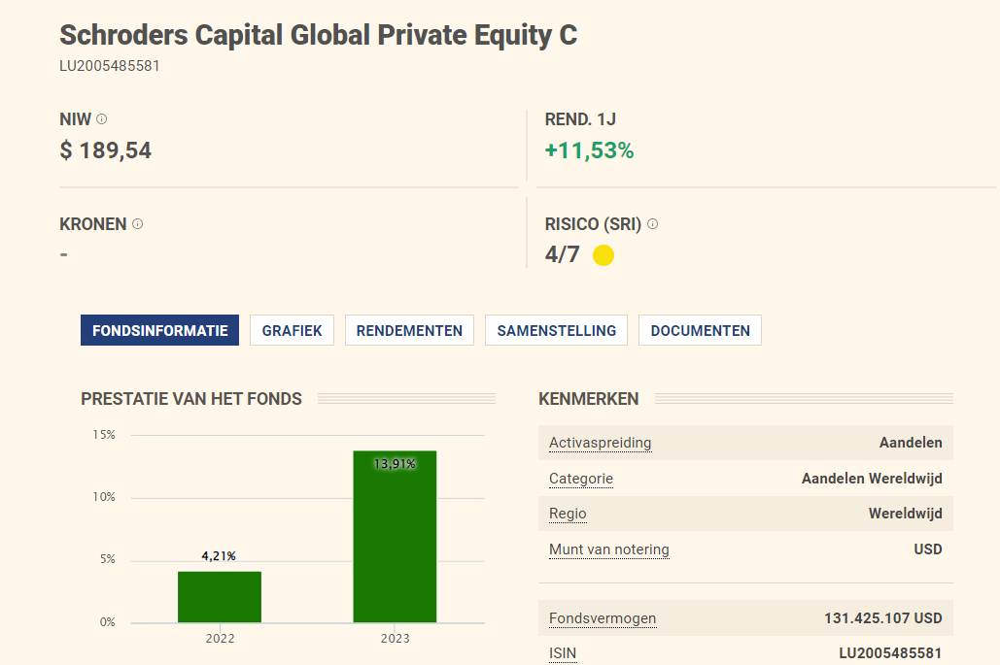 Schroders Capital Global Private Equity C
LU2005485581
NIW
$ 189,54
REND. 1J
+11,53%
KRONEN
-
RISICO (SRI)
4/7
FONDSINFORMATIE GRAFIEK RENDEMENTEN SAMENSTELLING DOCUMENTEN
PRESTATIE VAN HET FONDS
15%
10%
5%
0%
4,21%
13,91%
2022 2023
KENMERKEN
Activaspreiding Aandelen
Categorie Aandelen Wereldwijd
Regio Wereldwijd
Munt van notering USD
Fondsvermogen 131.425.107 USD
ISIN LU2005485581